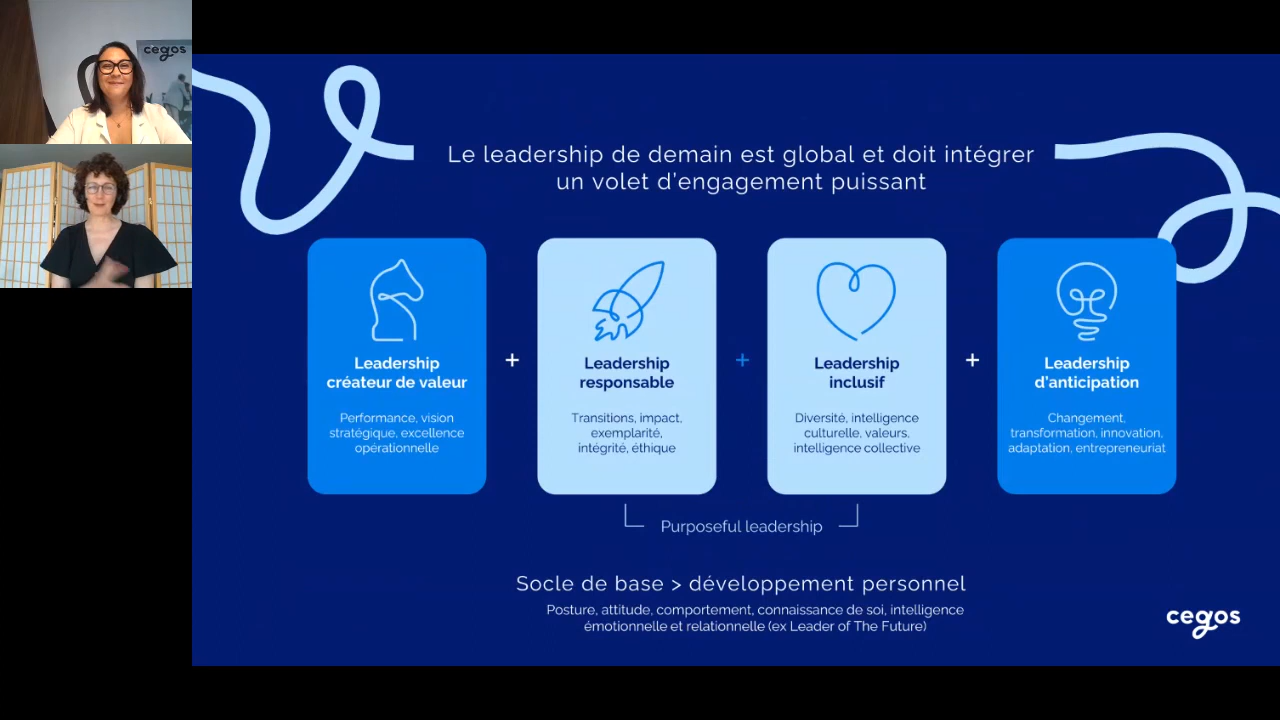 cegos
Le leadership de demain est global et doit intégrer
un volet d'engagement puissant
Leadership
créateur de valeur
Performance, vision
stratégique, excellence
opérationnelle
+
Leadership
responsable
Transitions, impact,
exemplarité,
intégrité, éthique
+
Leadership
inclusif
Diversité, intelligence
culturelle, valeurs,
intelligence collective
+
Leadership
d'anticipation
Changement,
transformation, innovation,
adaptation, entrepreneuriat
Purposeful leadership
Socle de base > développement personnel
Posture, attitude, comportement, connaissance de soi, intelligence
émotionnelle et relationnelle (ex Leader of The Future)
cegos